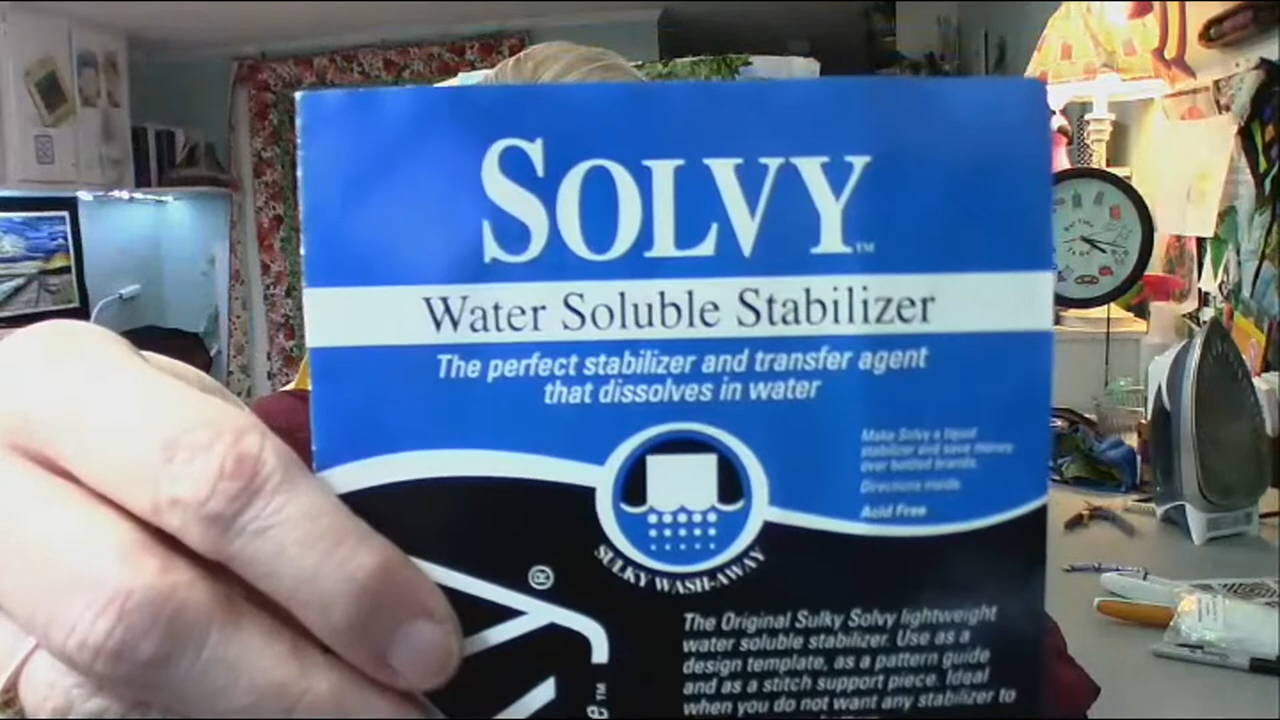 SOLVY™
Water Soluble Stabilizer
The perfect stabilizer and transfer agent
that dissolves in water
Make Solvy a liquid
stabilizer and save money
over bottled brands.
Directions inside.
Acid Free
SULKY WASH-AWAY
y®
e™
The Original Sulky Solvy lightweight
water soluble stabilizer. Use as a
design template, as a pattern guide
and as a stitch support piece. Ideal
when you do not want any stabilizer to